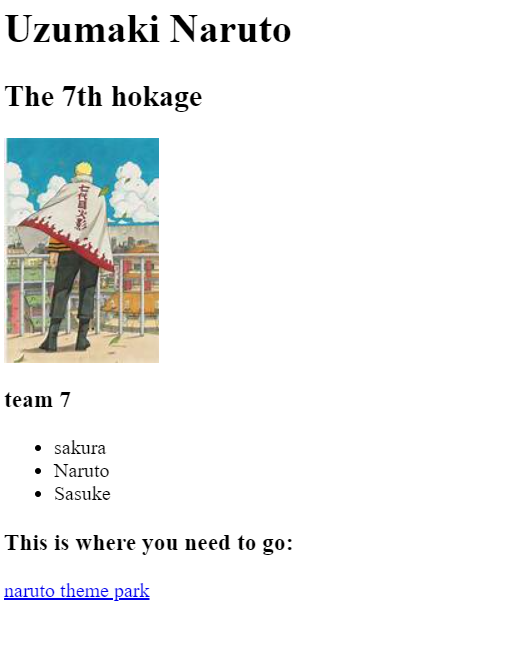 Uzumaki Naruto
The 7th hokage
七代目火影
team 7
sakura
Naruto
Sasuke
This is where you need to go:
naruto theme park